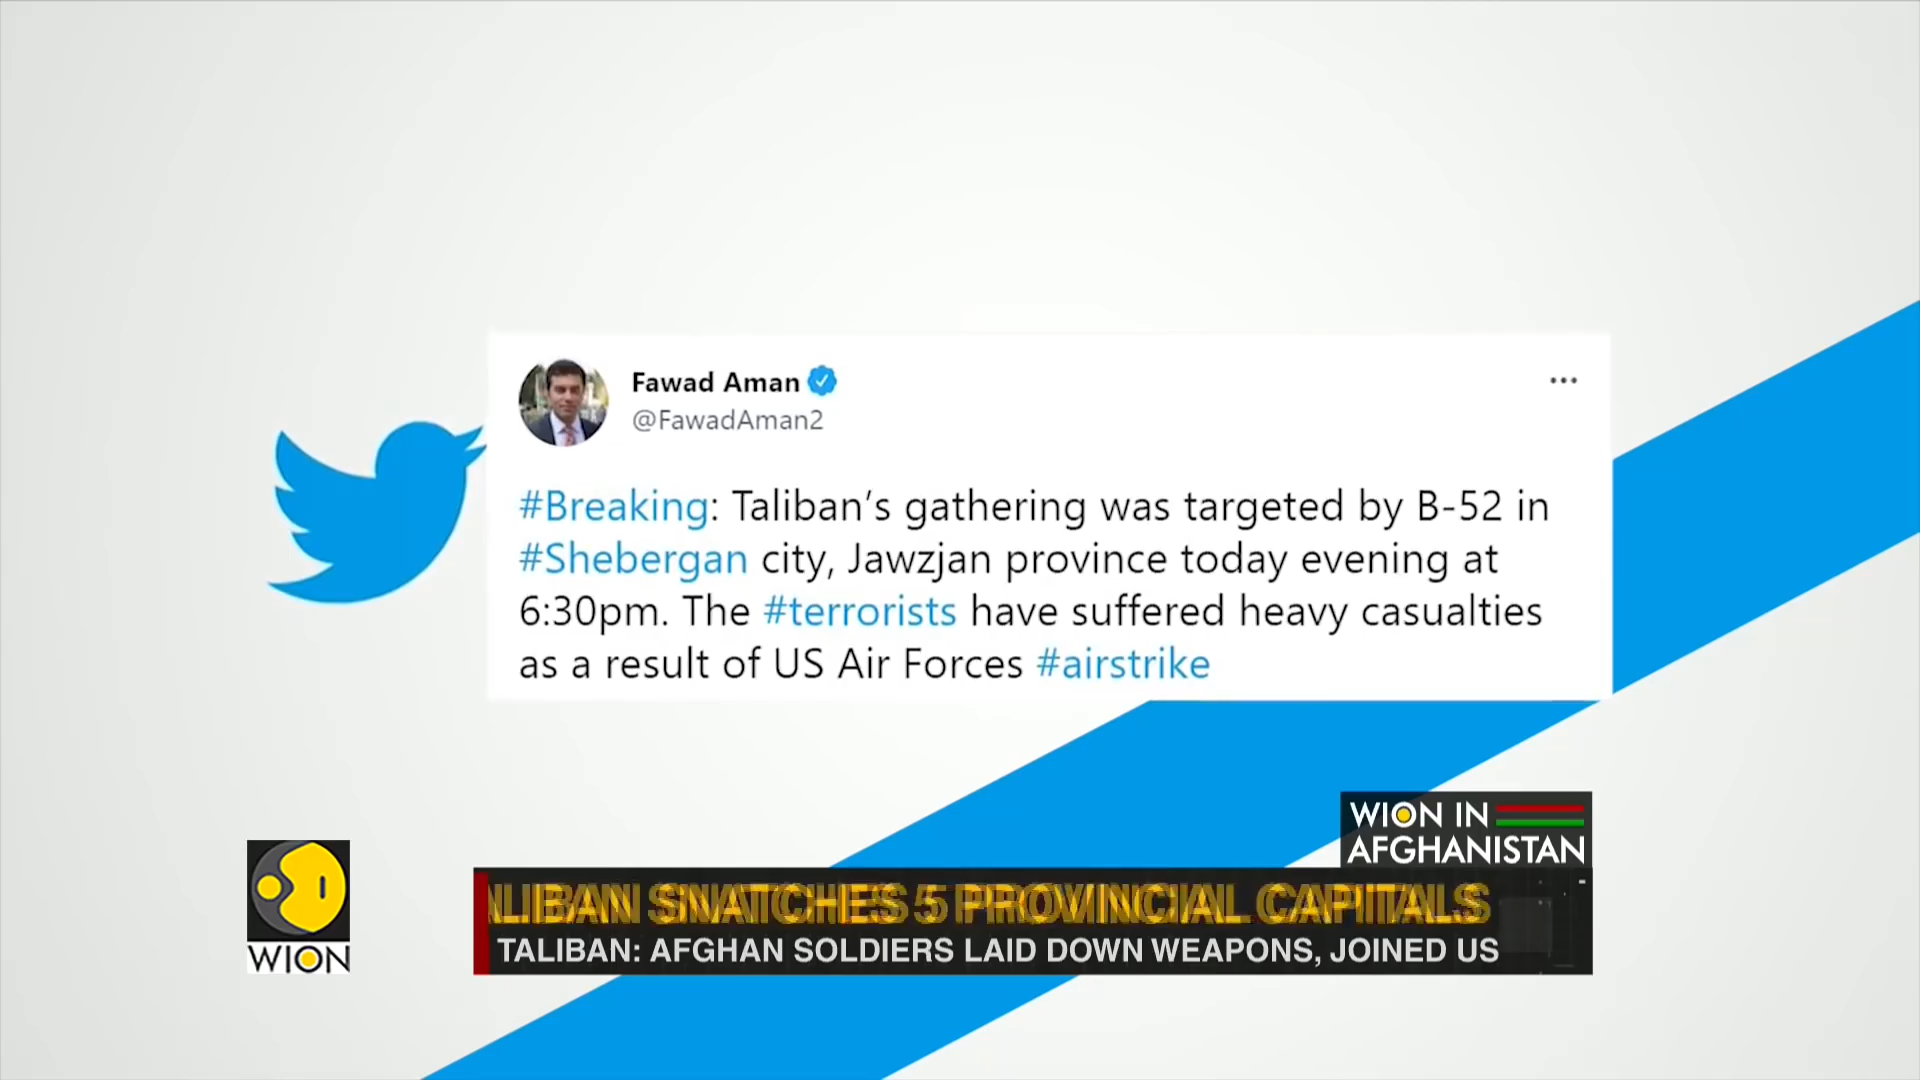 Fawad Aman
@FawadAman2
#Breaking: Taliban's gathering was targeted by B-52 in
#Shebergan city, Jawzjan province today evening at
6:30pm. The #terrorists have suffered heavy casualties
as a result of US Air Forces #airstrike
WION IN
AFGHANISTAN
LIBAN SNATCHES 5 PROVINCIAL CAPITALS
TALIBAN: AFGHAN SOLDIERS LAID DOWN WEAPONS, JOINED US
WION